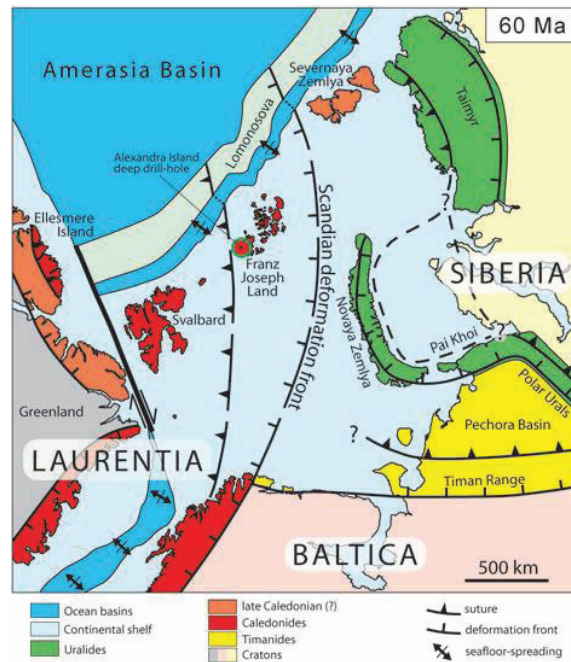 60 Ma
Amerasia Basin
Severnaya
Zemlya
Taimyr
Lomonosova
Alexandra Island
deep drill-hole
Ellesmere
Island
?
Scandian deformation front
Franz
Joseph
Land
SIBERIA
Svalbard
Novaya Zemlya
Pai Khoi
?
Polar Urals
Greenland
Pechora Basin
?
LAURENTIA
Timan Range
BALTICA
500 km
Ocean basins
Continental shelf
Uralides
late Caledonian (?)
Caledonides
Timanides
Cratons
suture
deformation front
seafloor-spreading